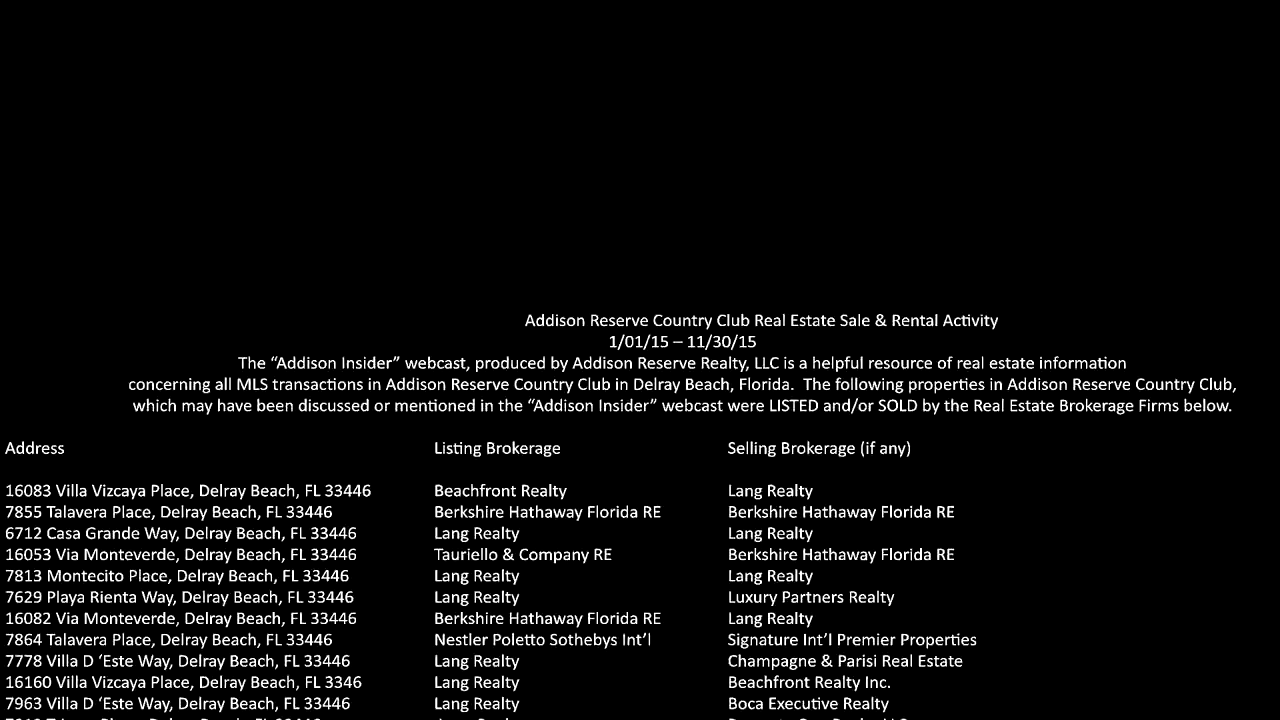 Addison Reserve Country Club Real Estate Sale & Rental Activity
1/01/15 – 11/30/15
The “Addison Insider” webcast, produced by Addison Reserve Realty, LLC is a helpful resource of real estate information
concerning all MLS transactions in Addison Reserve Country Club in Delray Beach, Florida.  The following properties in Addison Reserve Country Club,
which may have been discussed or mentioned in the “Addison Insider” webcast were LISTED and/or SOLD by the Real Estate Brokerage Firms below.
Address Listing Brokerage Selling Brokerage (if any)
16083 Villa Vizcaya Place, Delray Beach, FL 33446 Beachfront Realty Lang Realty
7855 Talavera Place, Delray Beach, FL 33446 Berkshire Hathaway Florida RE Berkshire Hathaway Florida RE
6712 Casa Grande Way, Delray Beach, FL 33446 Lang Realty Lang Realty
16053 Via Monteverde, Delray Beach, FL 33446 Tauriello & Company RE Berkshire Hathaway Florida RE
7813 Montecito Place, Delray Beach, FL 33446 Lang Realty Lang Realty
7629 Playa Rienta Way, Delray Beach, FL 33446 Lang Realty Luxury Partners Realty
16082 Via Monteverde, Delray Beach, FL 33446 Berkshire Hathaway Florida RE Lang Realty
7864 Talavera Place, Delray Beach, FL 33446 Nestler Poletto Sothebys Int’l Signature Int’l Premier Properties
7778 Villa D ‘Este Way, Delray Beach, FL 33446 Lang Realty Champagne & Parisi Real Estate
16160 Villa Vizcaya Place, Delray Beach, FL 3346 Lang Realty Beachfront Realty Inc.
7963 Villa D ‘Este Way, Delray Beach, FL 33446 Lang Realty Boca Executive Realty